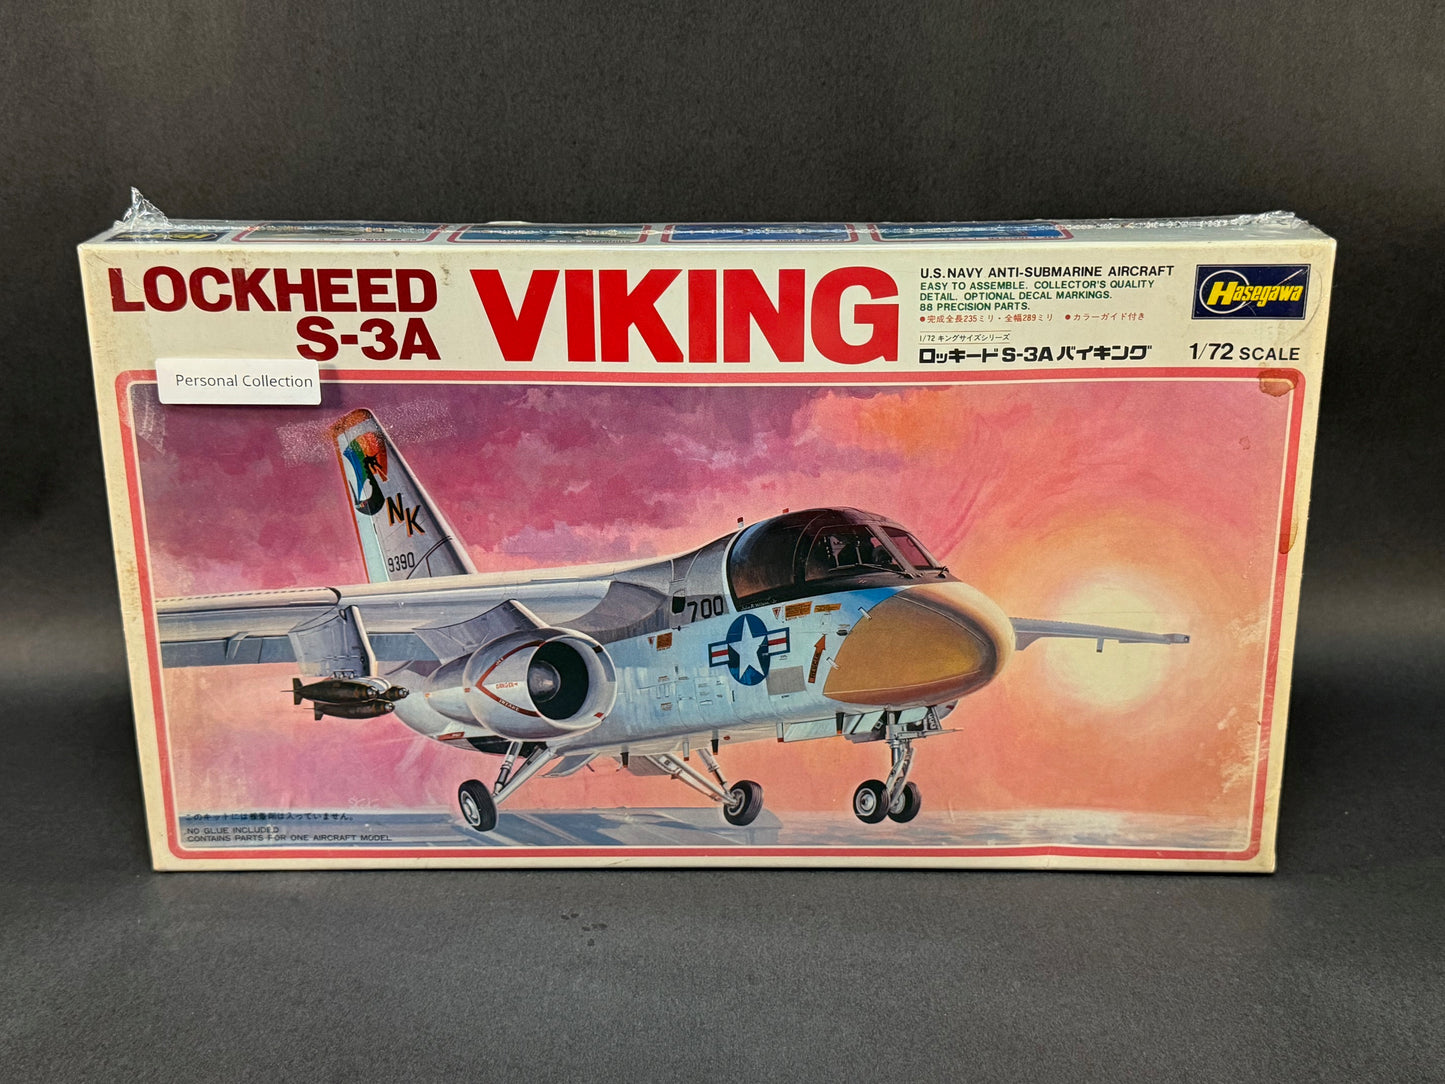 LOCKHEED
S-3A
VIKING
U.S. NAVY ANTI-SUBMARINE AIRCRAFT
EASY TO ASSEMBLE. COLLECTOR'S QUALITY
DETAIL. OPTIONAL DECAL MARKINGS.
88 PRECISION PARTS.
●完成全長235ミリ・全幅289ミリ ●カラーガイド付き
1/72 キングサイズシリーズ
ロッキード S-3A バイキング
Hasegawa
1/72 SCALE
Personal Collection
NK
9390
700
DANGER
INTAKE
このキットには接着剤は入っていません。
NO GLUE INCLUDED
CONTAINS PARTS FOR ONE AIRCRAFT MODEL